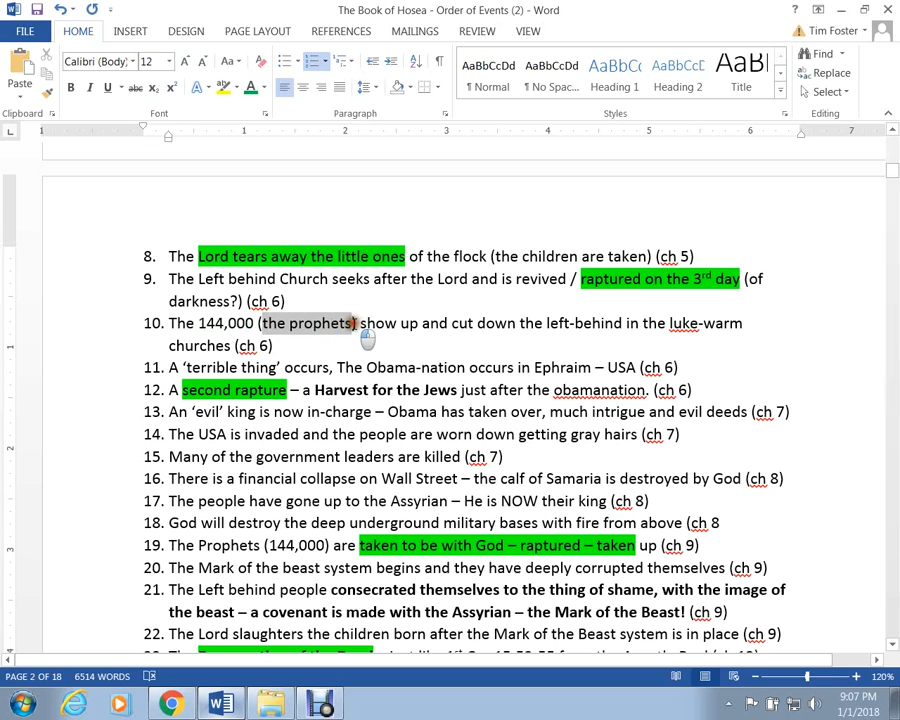 The Book of Hosea - Order of Events (2) - Word
FILE HOME INSERT DESIGN PAGE LAYOUT REFERENCES MAILINGS REVIEW VIEW Tim Foster
Calibri (Body) 12 Aa
Paste
B I U abc x₂ x² A A
AaBbCcDd AaBbCcDd AaBbCc AaBbCc AaBb
¶ Normal ¶ No Spac... Heading 1 Heading 2 Title
Find
Replace
Select
Clipboard Font Paragraph Styles Editing
1 1 2 3 4 5 6 7
8. The Lord tears away the little ones of the flock (the children are taken) (ch 5)
9. The Left behind Church seeks after the Lord and is revived / raptured on the 3rd day (of
darkness?) (ch 6)
10. The 144,000 (the prophets) show up and cut down the left-behind in the luke-warm
churches (ch 6)
11. A ‘terrible thing’ occurs, The Obama-nation occurs in Ephraim – USA (ch 6)
12. A second rapture – a Harvest for the Jews just after the obamanation. (ch 6)
13. An ‘evil’ king is now in-charge – Obama has taken over, much intrigue and evil deeds (ch 7)
14. The USA is invaded and the people are worn down getting gray hairs (ch 7)
15. Many of the government leaders are killed (ch 7)
16. There is a financial collapse on Wall Street – the calf of Samaria is destroyed by God (ch 8)
17. The people have gone up to the Assyrian – He is NOW their king (ch 8)
18. God will destroy the deep underground military bases with fire from above (ch 8
19. The Prophets (144,000) are taken to be with God – raptured – taken up (ch 9)
20. The Mark of the beast system begins and they have deeply corrupted themselves (ch 9)
21. The Left behind people consecrated themselves to the thing of shame, with the image of
the beast – a covenant is made with the Assyrian – the Mark of the Beast! (ch 9)
22. The Lord slaughters the children born after the Mark of the Beast system is in place (ch 9)
PAGE 2 OF 18 6514 WORDS 120%
9:07 PM
1/1/2018